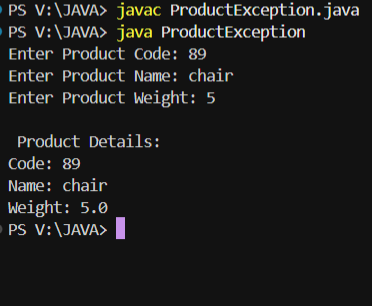 PS V:\JAVA> javac ProductException.java
PS V:\JAVA> java ProductException
Enter Product Code: 89
Enter Product Name: chair
Enter Product Weight: 5

 Product Details:
Code: 89
Name: chair
Weight: 5.0
PS V:\JAVA>